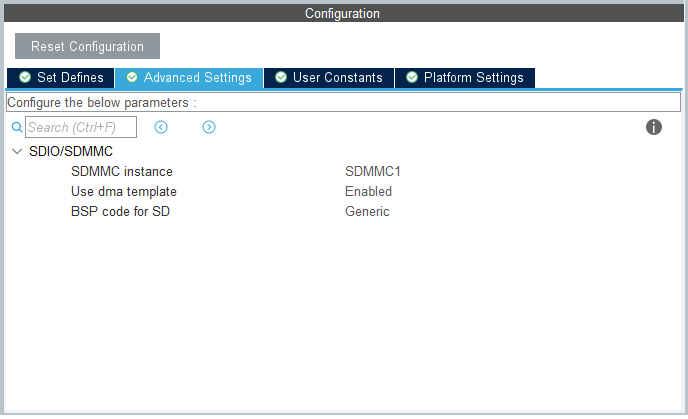 Configuration
Reset Configuration
Set Defines Advanced Settings User Constants Platform Settings
Configure the below parameters :
Search (Ctrl+F)
SDIO/SDMMC
SDMMC instance SDMMC1
Use dma template Enabled
BSP code for SD Generic